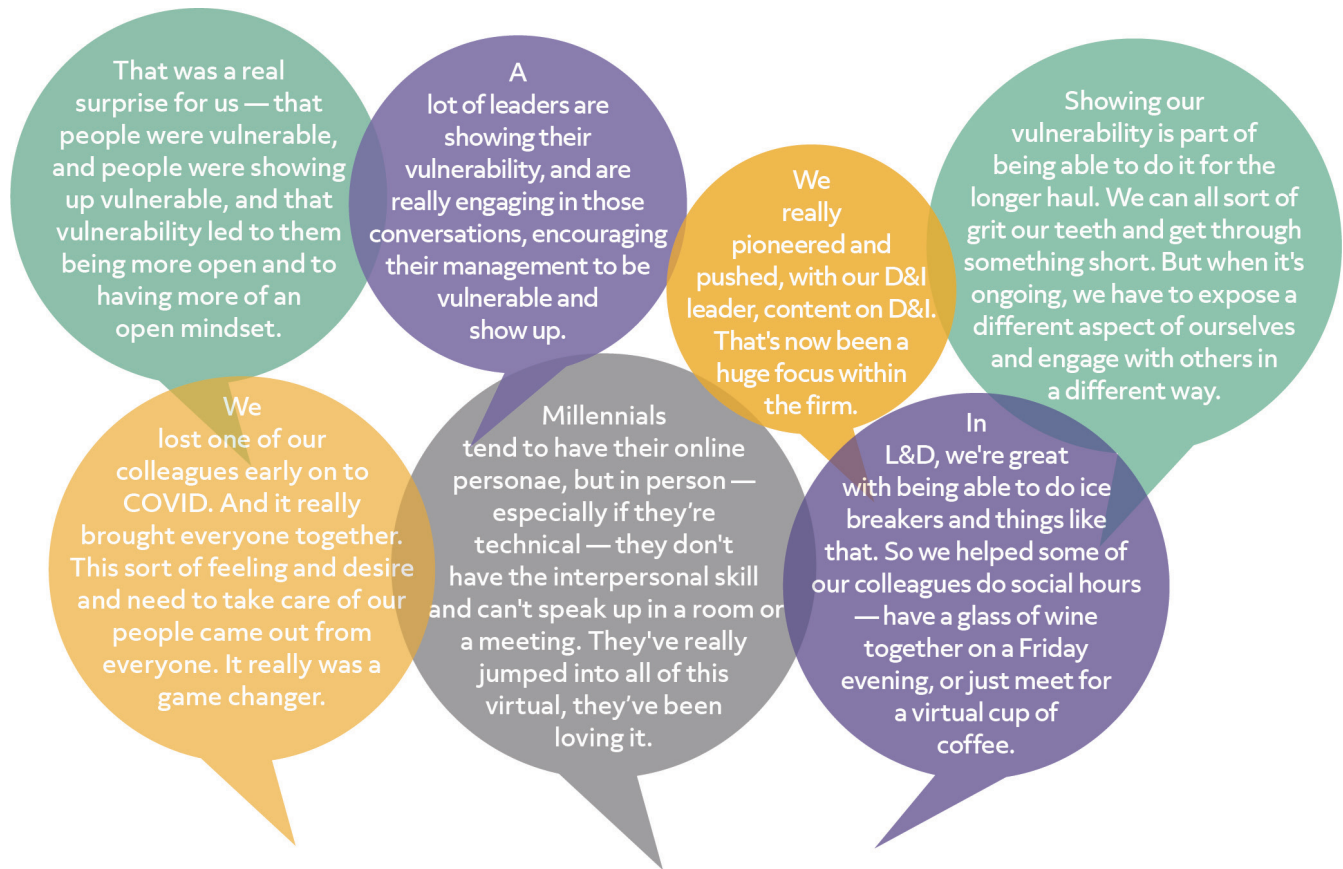 That was a real
surprise for us — that
people were vulnerable,
and people were showing
up vulnerable, and that
vulnerability led to them
being more open and to
having more of an
open mindset.
A
lot of leaders are
showing their
vulnerability, and are
really engaging in those
conversations, encouraging
their management to be
vulnerable and
show up.
We
really
pioneered and
pushed, with our D&I
leader, content on D&I.
That's now been a
huge focus within
the firm.
Showing our
vulnerability is part of
being able to do it for the
longer haul. We can all sort of
grit our teeth and get through
something short. But when it's
ongoing, we have to expose a
different aspect of ourselves
and engage with others in
a different way.
We
lost one of our
colleagues early on to
COVID. And it really
brought everyone together.
This sort of feeling and desire
and need to take care of our
people came out from
everyone. It really was a
game changer.
Millennials
tend to have their online
personae, but in person —
especially if they’re
technical — they don't
have the interpersonal skill
and can't speak up in a room or
a meeting. They've really
jumped into all of this
virtual, they’ve been
loving it.
In
L&D, we're great
with being able to do ice
breakers and things like
that. So we helped some of
our colleagues do social hours
— have a glass of wine
together on a Friday
evening, or just meet for
a virtual cup of
coffee.